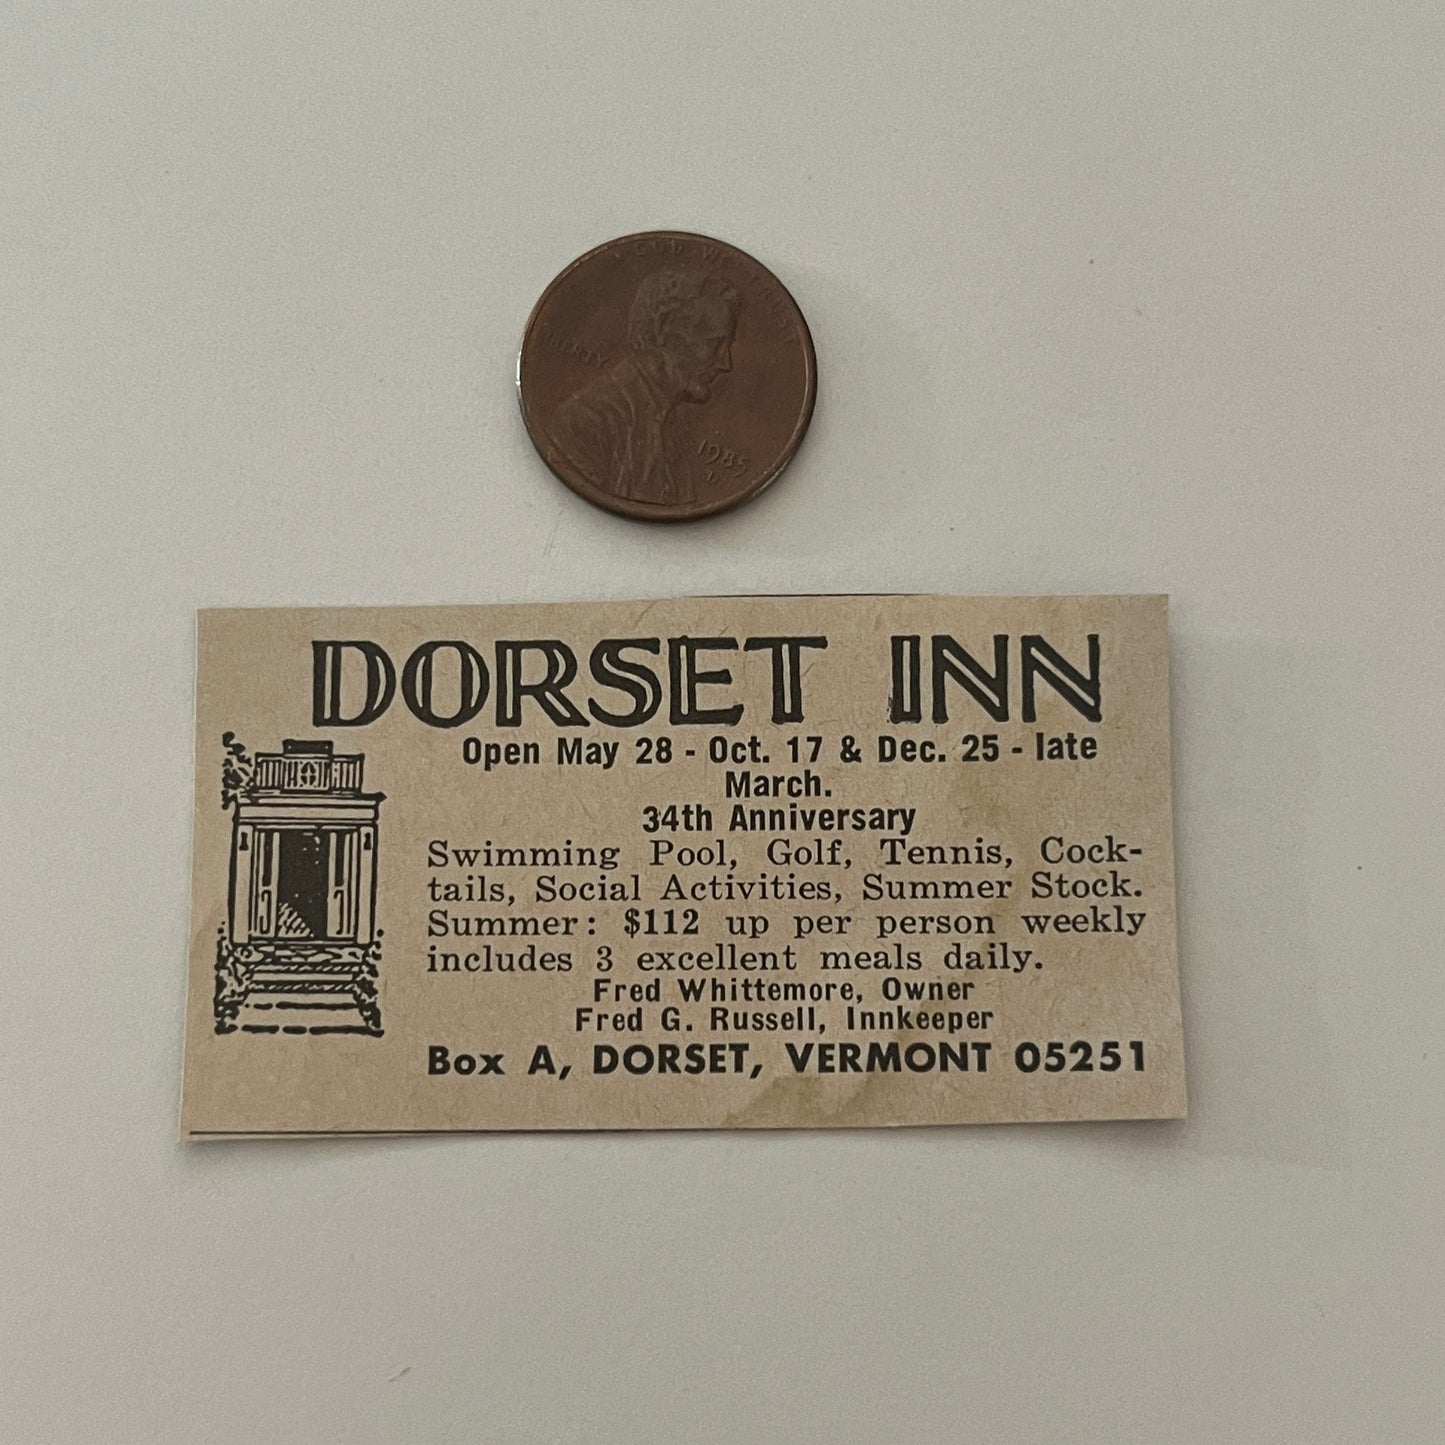 GOD WE TRUST
LIBERTY
1985
DORSET INN
Open May 28 - Oct. 17 & Dec. 25 - late
March.
34th Anniversary
Swimming Pool, Golf, Tennis, Cock-
tails, Social Activities, Summer Stock.
Summer: $112 up per person weekly
includes 3 excellent meals daily.
Fred Whittemore, Owner
Fred G. Russell, Innkeeper
Box A, DORSET, VERMONT 05251